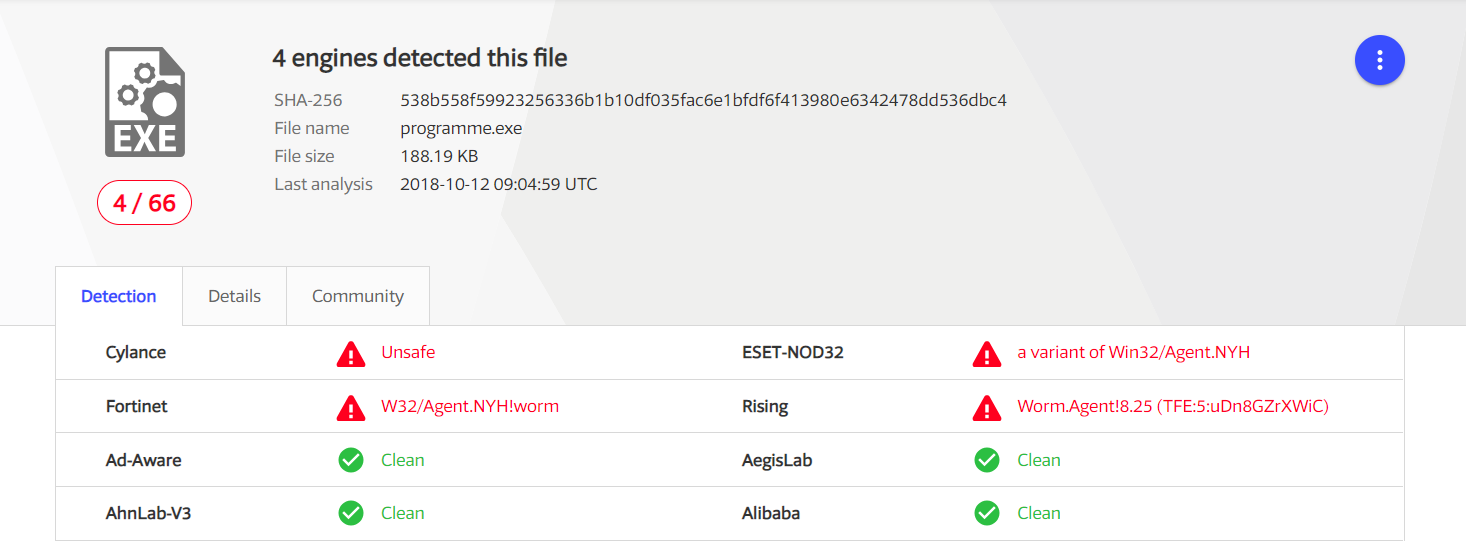 4 engines detected this file
SHA-256 538b558f59923256336b1b10df035fac6e1bfdf6f413980e6342478dd536dbc4
File name programme.exe
File size 188.19 KB
Last analysis 2018-10-12 09:04:59 UTC
EXE
4 / 66
Detection Details Community
Cylance Unsafe ESET-NOD32 a variant of Win32/Agent.NYH
Fortinet W32/Agent.NYH!worm Rising Worm.Agent!8.25 (TFE:5:uDn8GZrXWiC)
Ad-Aware Clean AegisLab Clean
AhnLab-V3 Clean Alibaba Clean